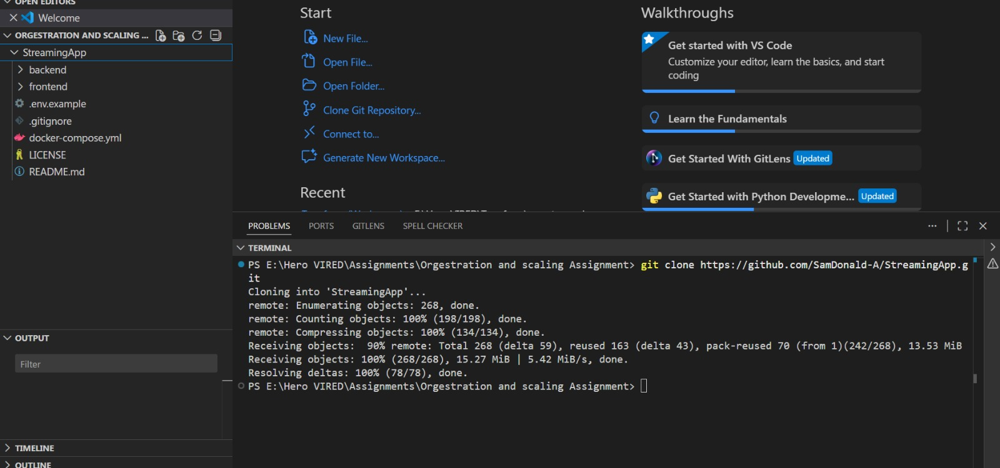 OPEN EDITORS
Welcome
ORGESTRATION AND SCALING ...
StreamingApp
backend
frontend
.env.example
.gitignore
docker-compose.yml
LICENSE
README.md
OUTPUT
Filter
TIMELINE
OUTLINE
Start
New File...
Open File...
Open Folder...
Clone Git Repository...
Connect to...
Generate New Workspace...
Recent
Walkthroughs
Get started with VS Code
Customize your editor, learn the basics, and start
coding
Learn the Fundamentals
Get Started With GitLens Updated
Get Started with Python Developme... Updated
PROBLEMS PORTS GITLENS SPELL CHECKER
TERMINAL
PS E:\Hero VIRED\Assignments\Orgestration and scaling Assignment> git clone https://github.com/SamDonald-A/StreamingApp.g
it
Cloning into 'StreamingApp'...
remote: Enumerating objects: 268, done.
remote: Counting objects: 100% (198/198), done.
remote: Compressing objects: 100% (134/134), done.
Receiving objects:  90% remote: Total 268 (delta 59), reused 163 (delta 43), pack-reused 70 (from 1)(242/268), 13.53 MiB
Receiving objects: 100% (268/268), 15.27 MiB | 5.42 MiB/s, done.
Resolving deltas: 100% (78/78), done.
PS E:\Hero VIRED\Assignments\Orgestration and scaling Assignment>